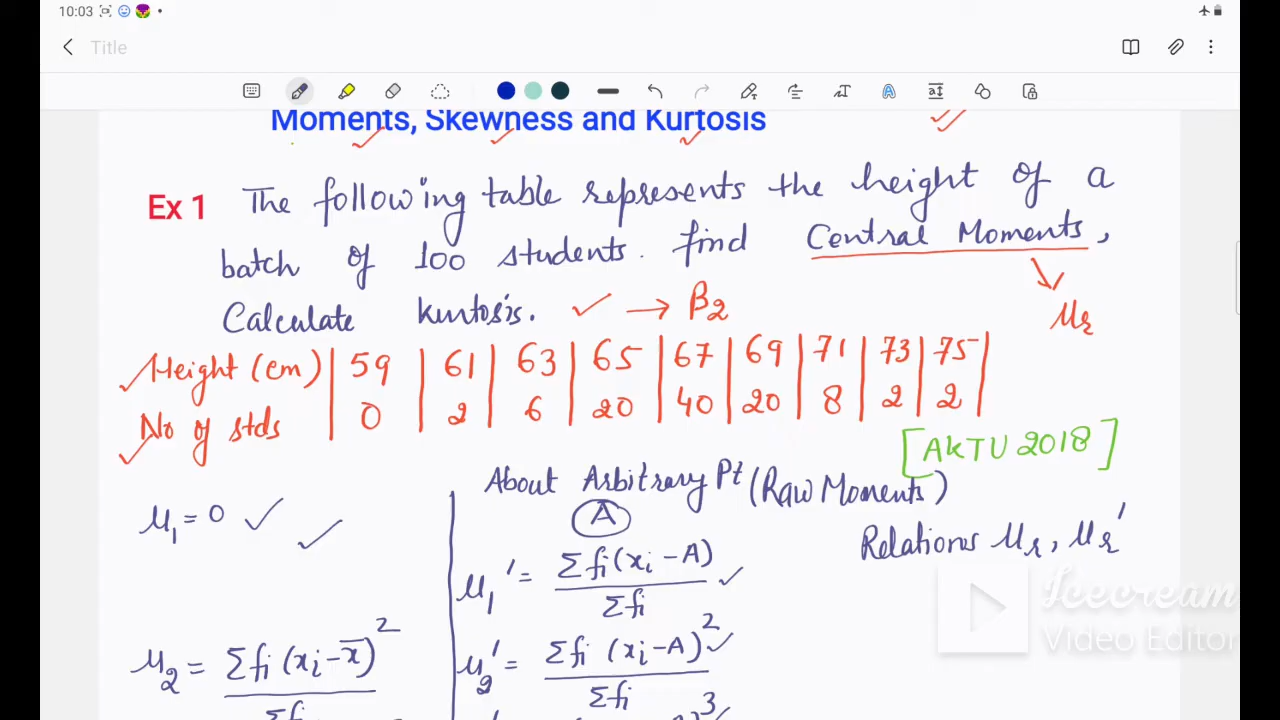 10:03
Title
Moments, Skewness and Kurtosis
Ex 1 The following table represents the height of a
batch of 100 students. find Central Moments,
Calculate kurtosis. → β2
μr
Height (cm) | 59 | 61 | 63 | 65 | 67 | 69 | 71 | 73 | 75 |
No of stds | 0 | 2 | 6 | 20 | 40 | 20 | 8 | 2 | 2 |
[AKTU 2018]
About Arbitrary Pt (Raw Moments)
A
μ1 = 0
Relations μr, μr'
μ1' = Σfi(xi-A)
Σfi
μ2 = Σfi(xi-x̄)²
Σfi
μ2' = Σfi (xi-A)²
Σfi
3
Icecream
Video Editor